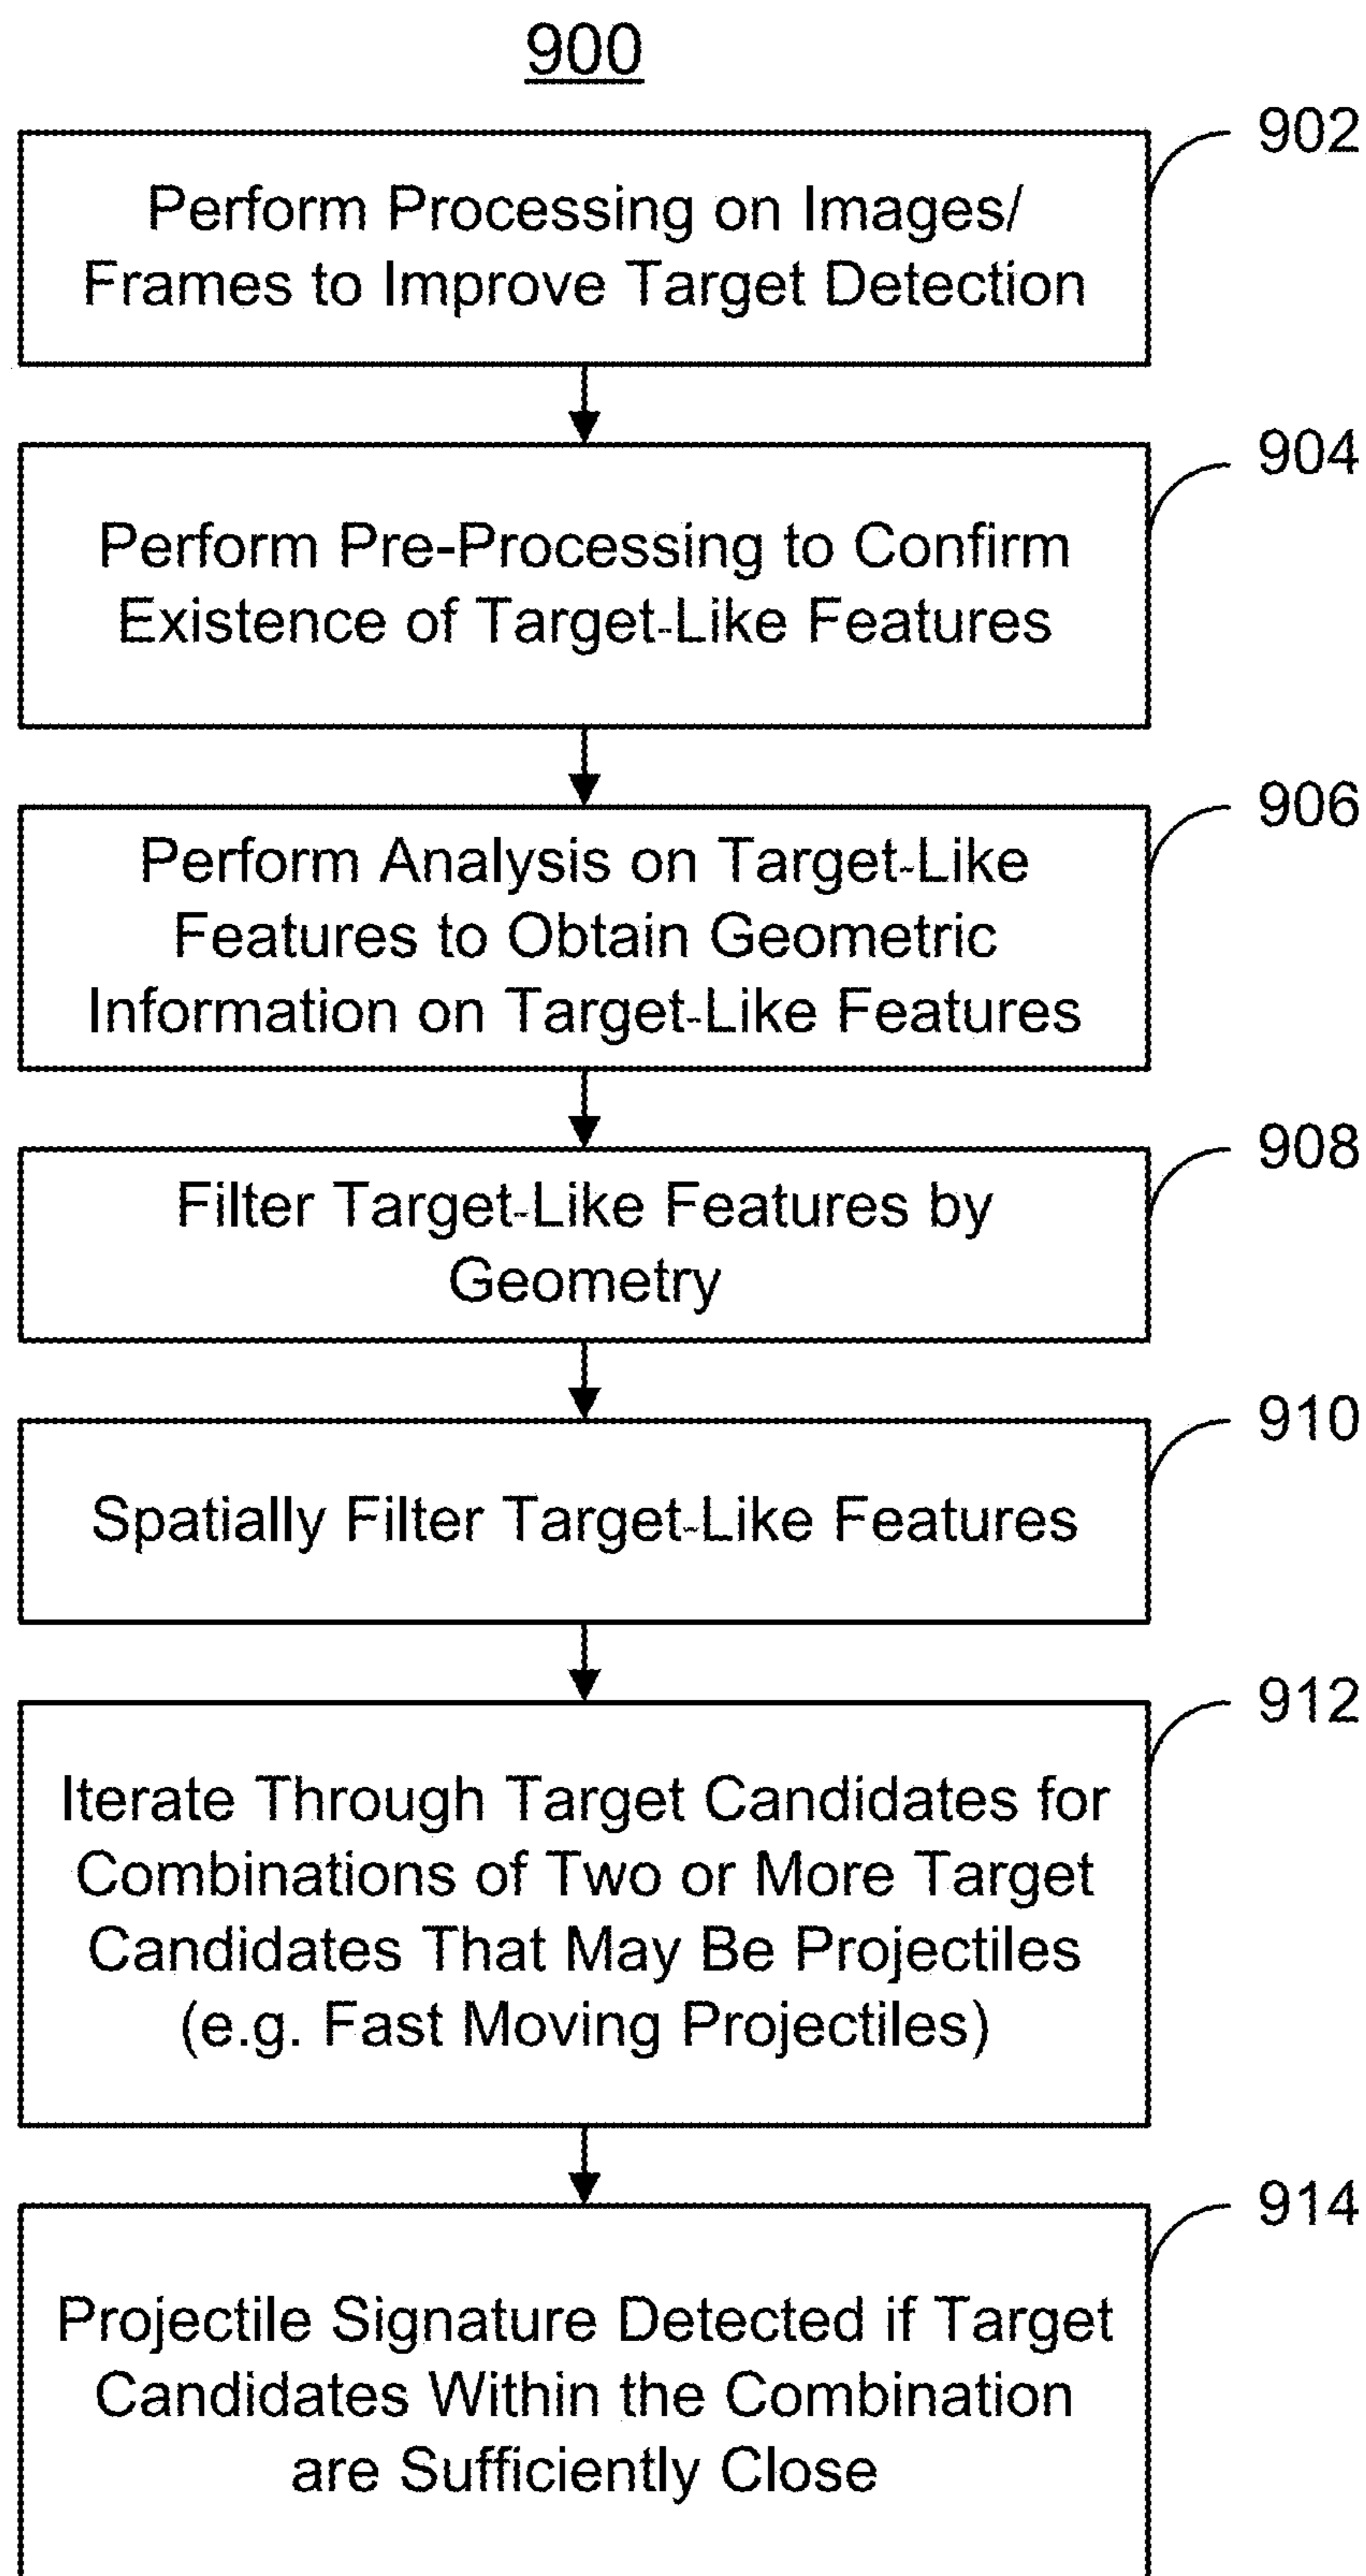 900
902
Perform Processing on Images/
Frames to Improve Target Detection
904
Perform Pre-Processing to Confirm
Existence of Target-Like Features
906
Perform Analysis on Target-Like
Features to Obtain Geometric
Information on Target-Like Features
908
Filter Target-Like Features by
Geometry
910
Spatially Filter Target-Like Features
912
Iterate Through Target Candidates for
Combinations of Two or More Target
Candidates That May Be Projectiles
(e.g. Fast Moving Projectiles)
914
Projectile Signature Detected if Target
Candidates Within the Combination
are Sufficiently Close